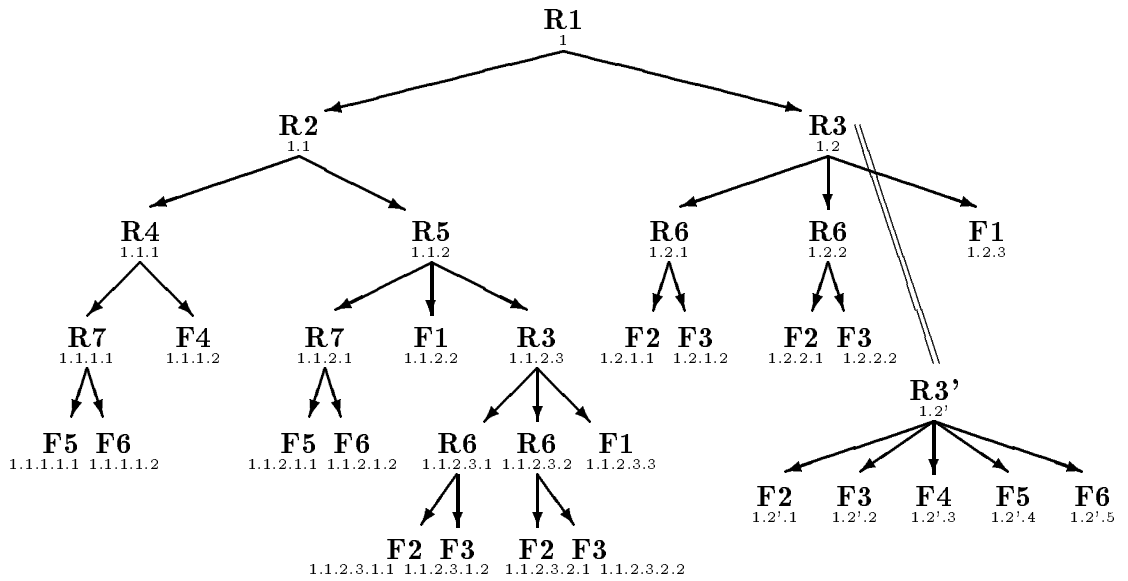 R1
1
R2 R3
1.1 1.2
R4 R5 R6 R6 F1
1.1.1 1.1.2 1.2.1 1.2.2 1.2.3
R7 F4 R7 F1 R3 F2 F3 F2 F3
1.1.1.1 1.1.1.2 1.1.2.1 1.1.2.2 1.1.2.3 1.2.1.1 1.2.1.2 1.2.2.1 1.2.2.2
R3'
1.2'
F5 F6 F5 F6 R6 R6 F1
1.1.1.1.1 1.1.1.1.2 1.1.2.1.1 1.1.2.1.2 1.1.2.3.1 1.1.2.3.2 1.1.2.3.3
F2 F3 F4 F5 F6
1.2'.1 1.2'.2 1.2'.3 1.2'.4 1.2'.5
F2 F3 F2 F3
1.1.2.3.1.1 1.1.2.3.1.2 1.1.2.3.2.1 1.1.2.3.2.2